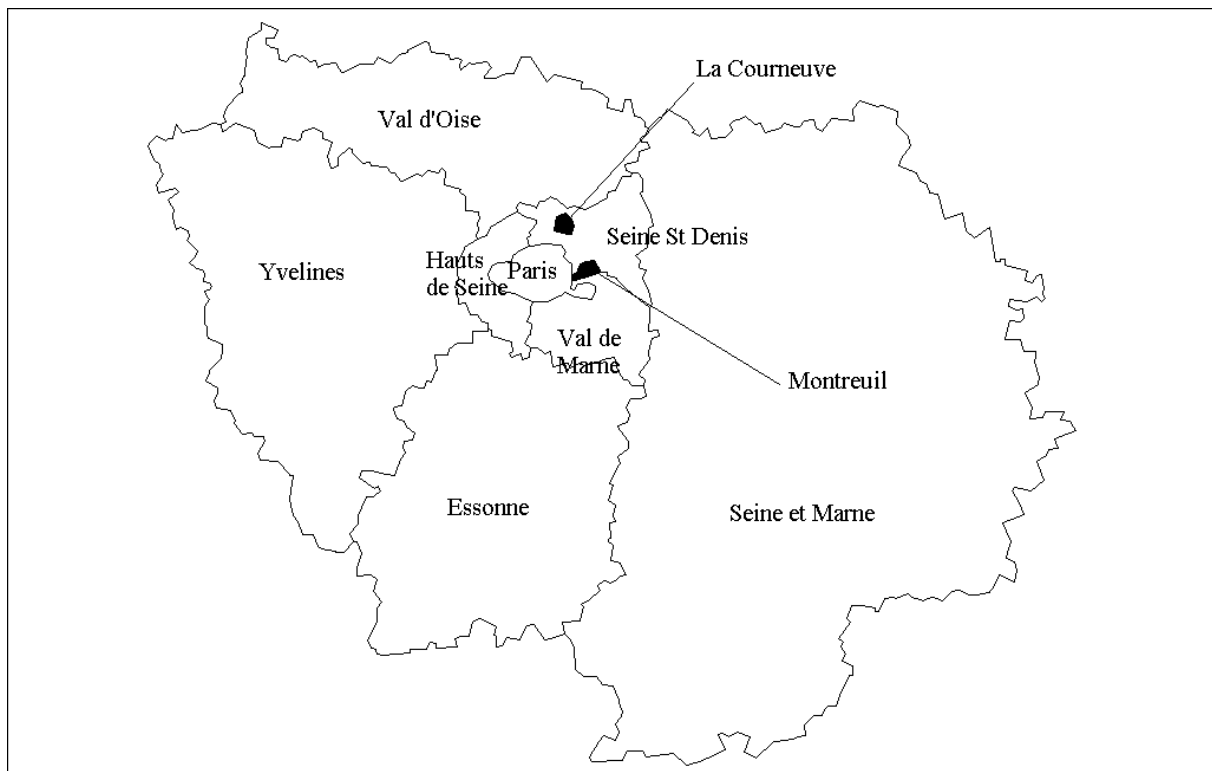 La Courneuve
Val d'Oise
Seine St Denis
Hauts
de Seine
Paris
Yvelines
Val de
Marne
Montreuil
Essonne
Seine et Marne